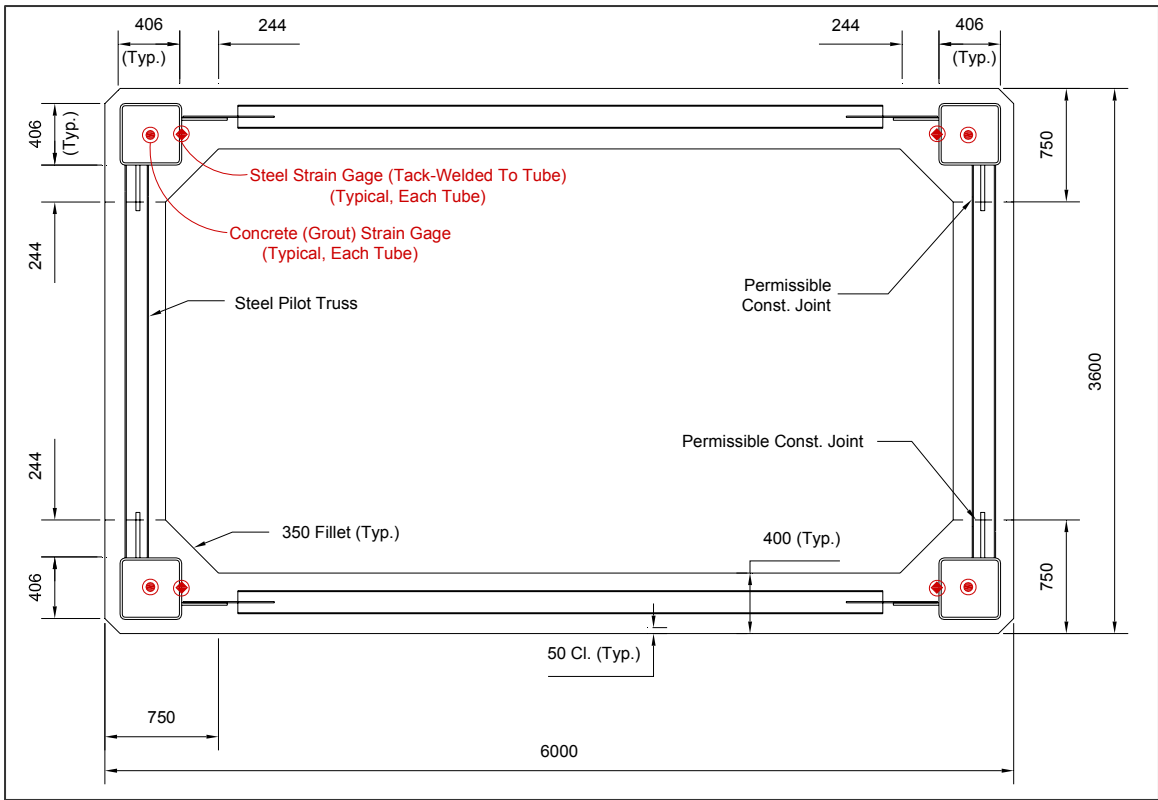 406
(Typ.)
244
244
406
(Typ.)
406
(Typ.)
750
Steel Strain Gage (Tack-Welded To Tube)
(Typical, Each Tube)
244
Concrete (Grout) Strain Gage
(Typical, Each Tube)
Steel Pilot Truss
Permissible
Const. Joint
3600
Permissible Const. Joint
244
350 Fillet (Typ.)
400 (Typ.)
406
750
50 Cl. (Typ.)
750
6000